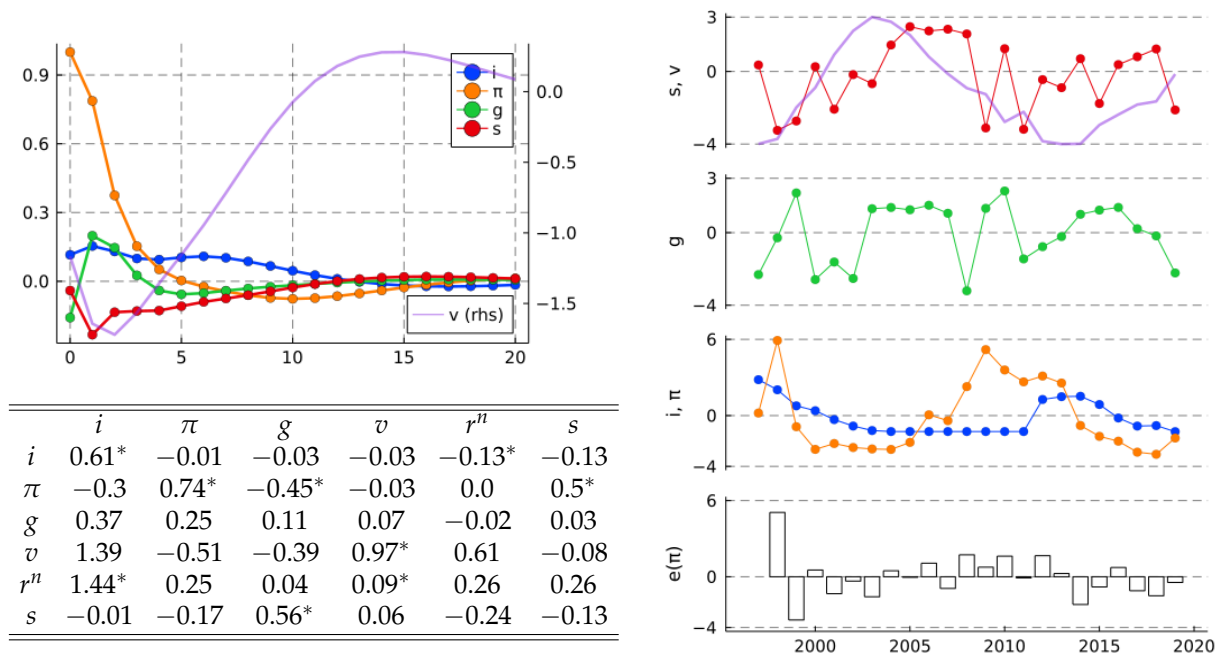 0.9
0.6
0.3
0.0
0.0
−0.5
−1.0
−1.5
i
π
g
s
v (rhs)
0 5 10 15 20
i π g v rⁿ s
i 0.61* −0.01 −0.03 −0.03 −0.13* −0.13
π −0.3 0.74* −0.45* −0.03 0.0 0.5*
g 0.37 0.25 0.11 0.07 −0.02 0.03
v 1.39 −0.51 −0.39 0.97* 0.61 −0.08
rⁿ 1.44* 0.25 0.04 0.09* 0.26 0.26
s −0.01 −0.17 0.56* 0.06 −0.24 −0.13
3
0
−4
s, v
3
0
−4
g
6
0
−4
i, π
6
0
−4
e(π)
2000 2005 2010 2015 2020